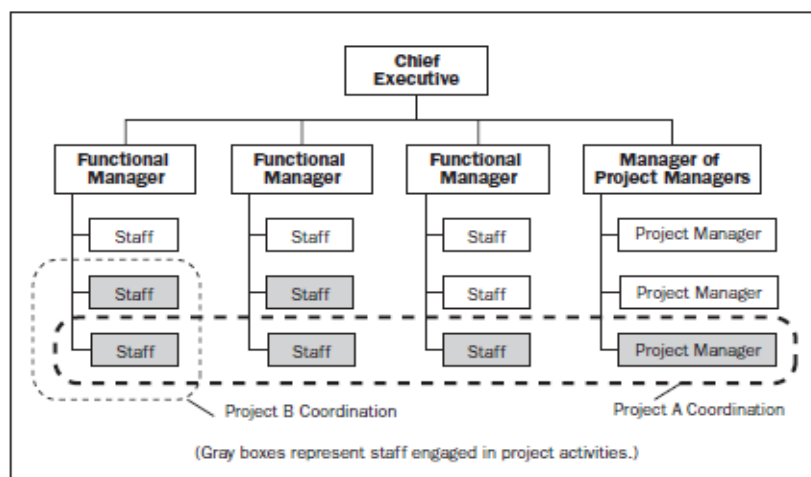 Chief
Executive
Functional
Manager
Functional
Manager
Functional
Manager
Manager of
Project Managers
Staff
Staff
Staff
Project Manager
Staff
Staff
Staff
Project Manager
Staff
Staff
Staff
Project Manager
Project B Coordination
Project A Coordination
(Gray boxes represent staff engaged in project activities.)